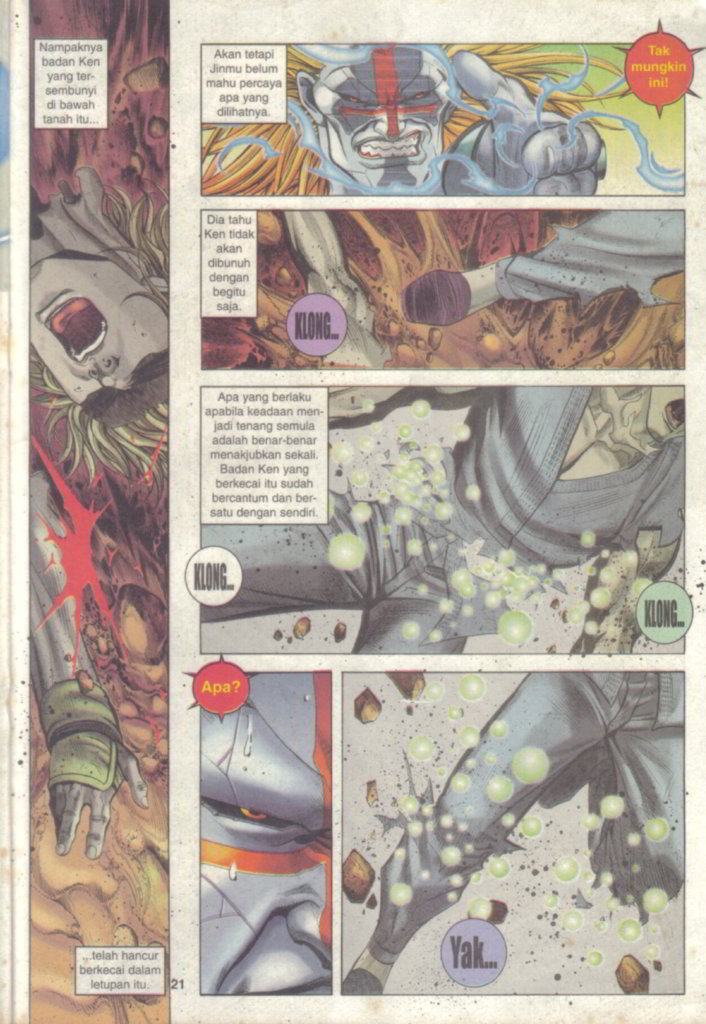 Nampaknya
badan Ken
yang ter-
sembunyi
di bawah
tanah itu...
...telah hancur
berkecai dalam
letupan itu.
Akan tetapi
Jinmu belum
mahu percaya
apa yang
dilihatnya.
Tak
mungkin
ini!
Dia tahu
Ken tidak
akan
dibunuh
dengan
begitu
saja.
KLONG...
Apa yang berlaku
apabila keadaan men-
jadi tenang semula
adalah benar-benar
menakjubkan sekali.
Badan Ken yang
berkecai itu sudah
bercantum dan ber-
satu dengan sendiri.
KLONG...
KLONG...
Apa?
Yak...
21